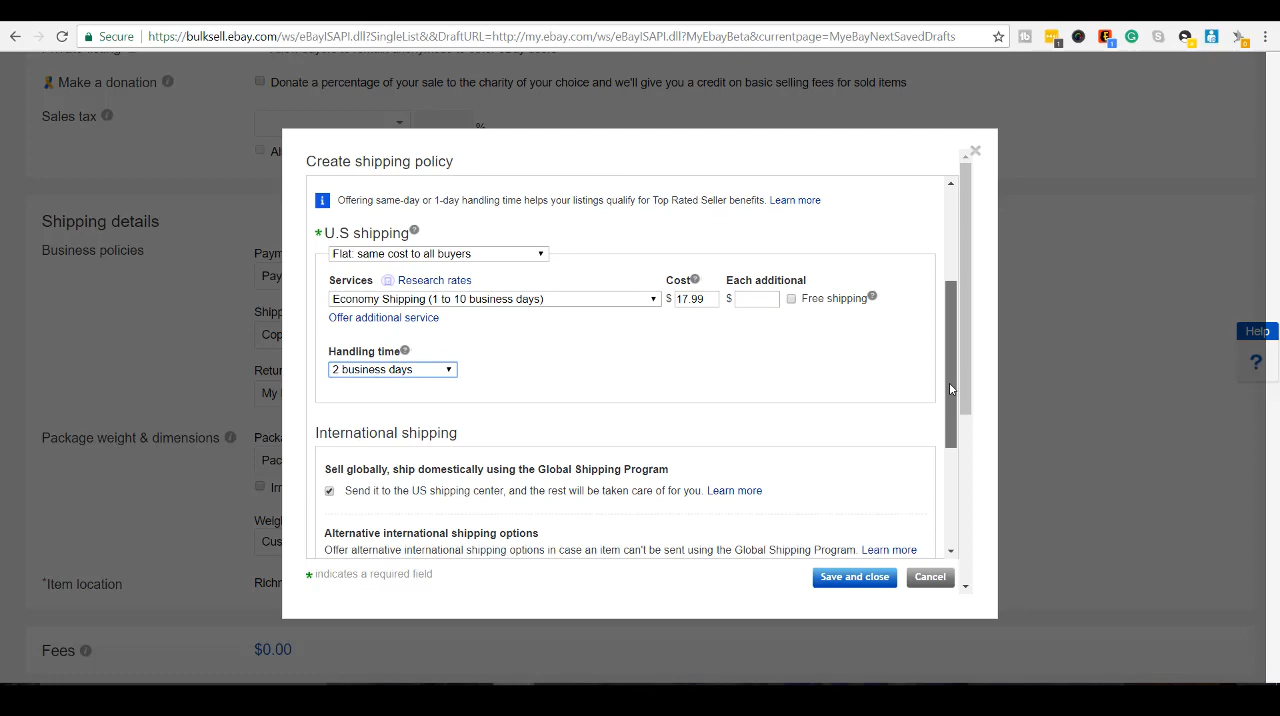 Secure https://bulksell.ebay.com/ws/eBayISAPI.dll?SingleList&&DraftURL=http://my.ebay.com/ws/eBayISAPI.dll?MyEbayBeta&currentpage=MyeBayNextSavedDrafts
Make a donation Donate a percentage of your sale to the charity of your choice and we'll give you a credit on basic selling fees for sold items
Sales tax %
Create shipping policy
Offering same-day or 1-day handling time helps your listings qualify for Top Rated Seller benefits. Learn more
Shipping details
*U.S shipping
Business policies
Flat: same cost to all buyers
Services Research rates Cost Each additional
Economy Shipping (1 to 10 business days) $ 17.99 $ Free shipping
Offer additional service
Help
?
Handling time
2 business days
International shipping
Package weight & dimensions
Sell globally, ship domestically using the Global Shipping Program
Send it to the US shipping center, and the rest will be taken care of for you. Learn more
Alternative international shipping options
Offer alternative international shipping options in case an item can't be sent using the Global Shipping Program. Learn more
* indicates a required field Save and close Cancel
*Item location
Fees $0.00